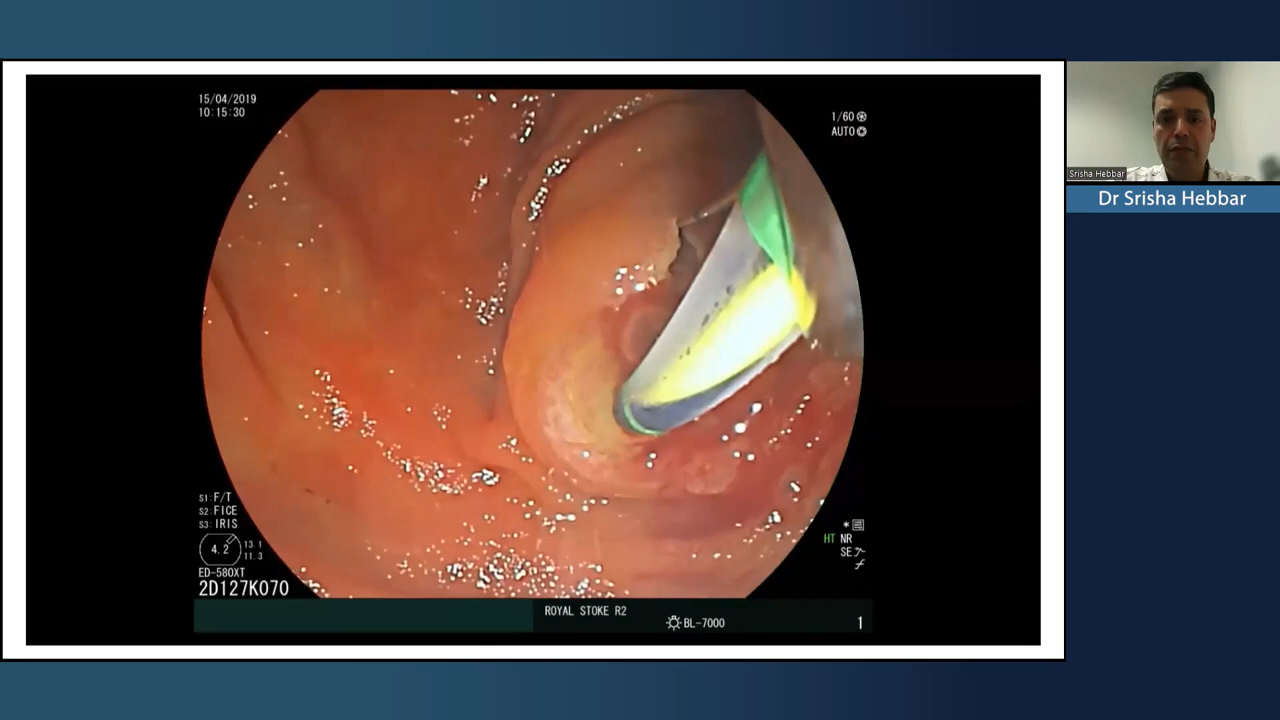 15/04/2019
10:15:30
1/60
AUTO
Srisha Hebbar
Dr Srisha Hebbar
S1:F/T
S2:FICE
S3:IRIS
4.2
13.1
11.3
ED-580XT
2D127K070
* 
HT NR
SE
ROYAL STOKE R2
BL-7000
1